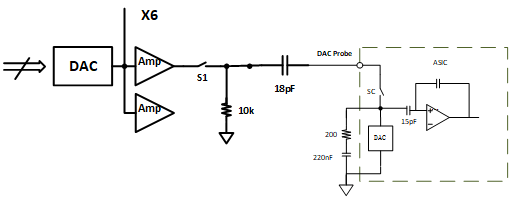 X6
DAC Probe
ASIC
DAC
Amp
S1
SC
18pF
Amp
10k
15pF
200
DAC
220nF